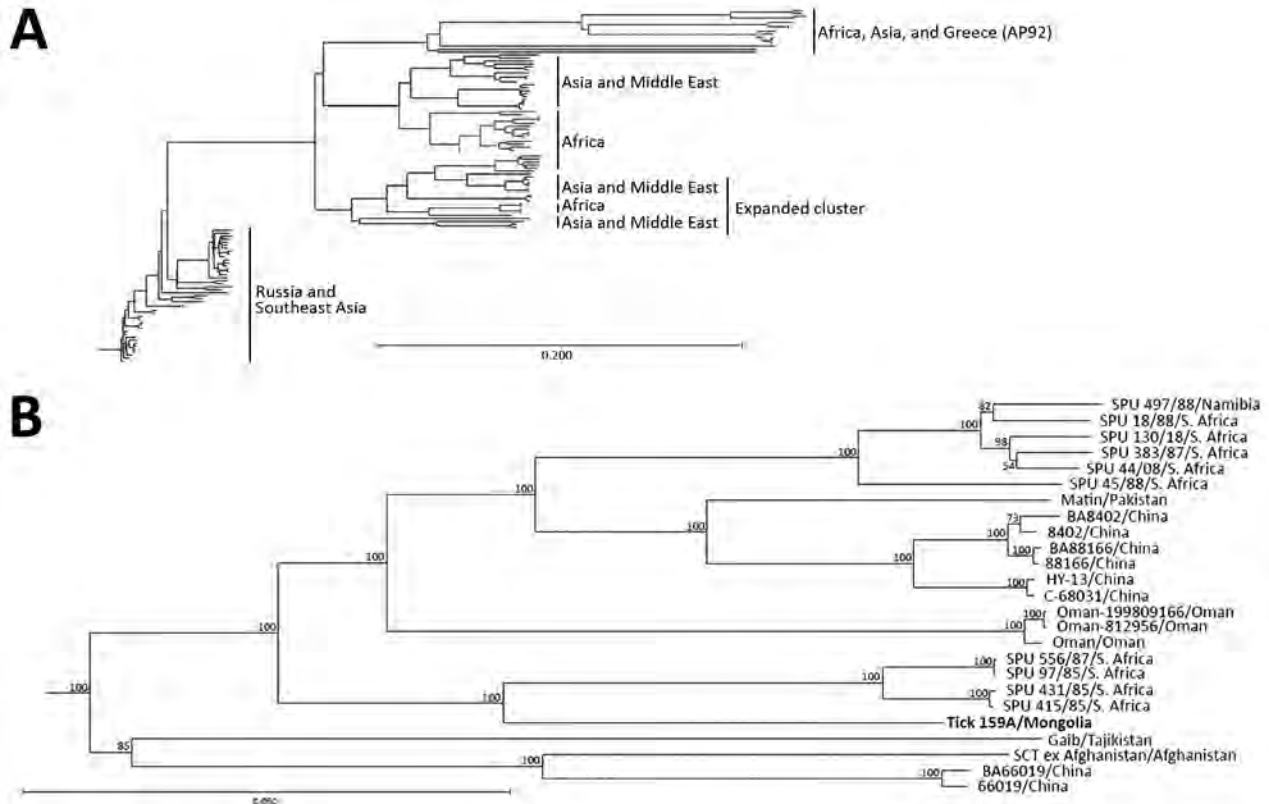 A
Africa, Asia, and Greece (AP92)
Asia and Middle East
Africa
Asia and Middle East
Africa
Asia and Middle East
Expanded cluster
Russia and
Southeast Asia
0.200
B
82
SPU 497/88/Namibia
100
SPU 18/88/S. Africa
98
SPU 130/18/S. Africa
100
SPU 383/87/S. Africa
54
SPU 44/08/S. Africa
SPU 45/88/S. Africa
100
Matin/Pakistan
100
73
BA8402/China
100
8402/China
100
BA88166/China
100
88166/China
100
100
HY-13/China
C-68031/China
100
Oman-199809166/Oman
100
Oman-812956/Oman
100
Oman/Oman
100
SPU 556/87/S. Africa
100
SPU 97/85/S. Africa
100
SPU 431/85/S. Africa
100
SPU 415/85/S. Africa
100
Tick 159A/Mongolia
85
Gaib/Tajikistan
100
SCT ex Afghanistan/Afghanistan
100
BA66019/China
66019/China